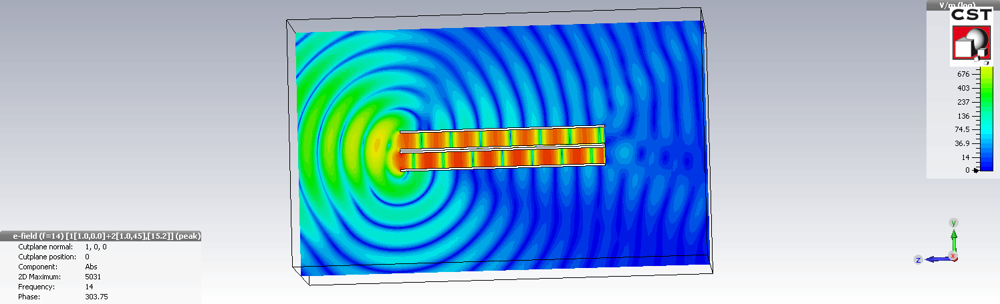 V/m (log)
CST
676
403
237
136
74.5
36.9
14
0
y
x
z
e-field (f=14) [1[1.0,0.0]+2[1.0,45],[15.2]] (peak)
Cutplane normal: 1, 0, 0
Cutplane position: 0
Component: Abs
2D Maximum: 5031
Frequency: 14
Phase: 303.75